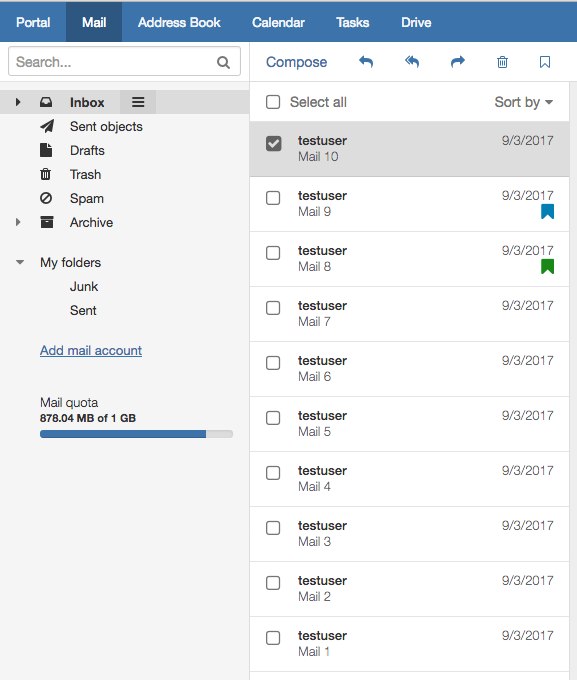 Portal Mail Address Book Calendar Tasks Drive
Search...
Inbox
Sent objects
Drafts
Trash
Spam
Archive
My folders
Junk
Sent
Add mail account
Mail quota
878.04 MB of 1 GB
Compose
Select all Sort by
testuser 9/3/2017
Mail 10
testuser 9/3/2017
Mail 9
testuser 9/3/2017
Mail 8
testuser 9/3/2017
Mail 7
testuser 9/3/2017
Mail 6
testuser 9/3/2017
Mail 5
testuser 9/3/2017
Mail 4
testuser 9/3/2017
Mail 3
testuser 9/3/2017
Mail 2
testuser 9/3/2017
Mail 1